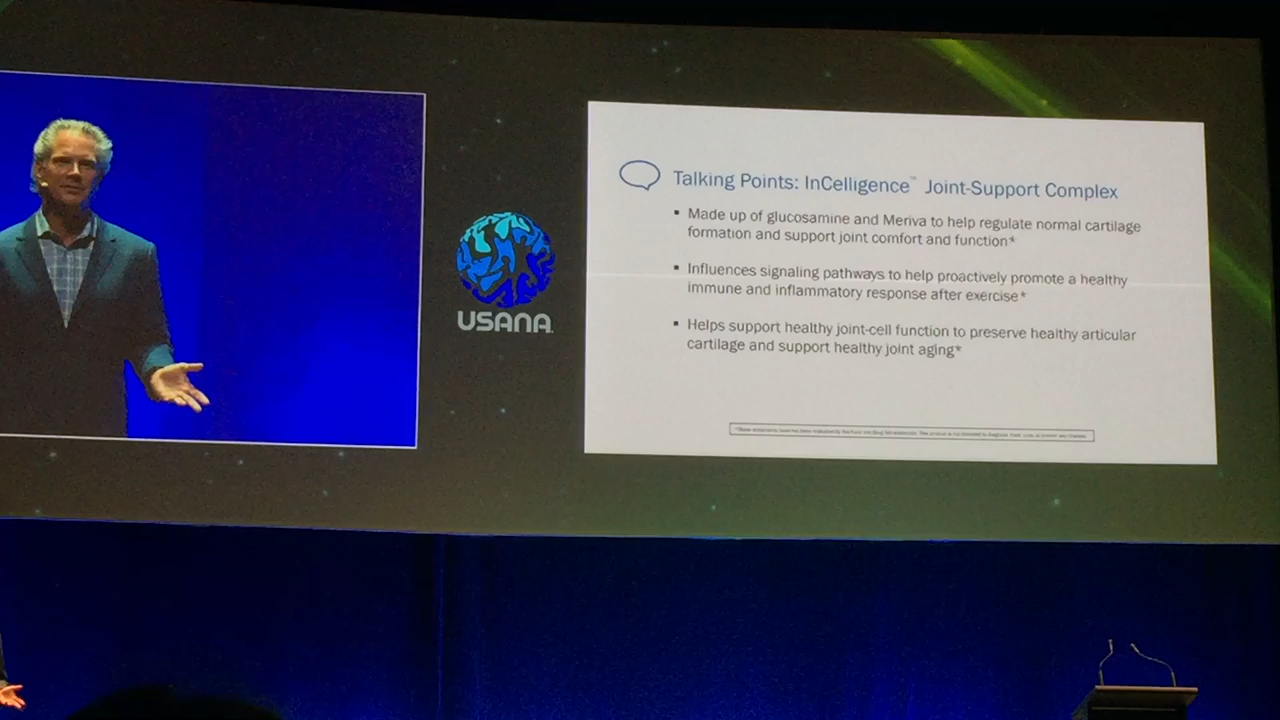 USANA
Talking Points: InCelligence™ Joint-Support Complex
▪ Made up of glucosamine and Meriva to help regulate normal cartilage
formation and support joint comfort and function*
▪ Influences signaling pathways to help proactively promote a healthy
immune and inflammatory response after exercise*
▪ Helps support healthy joint-cell function to preserve healthy articular
cartilage and support healthy joint aging*